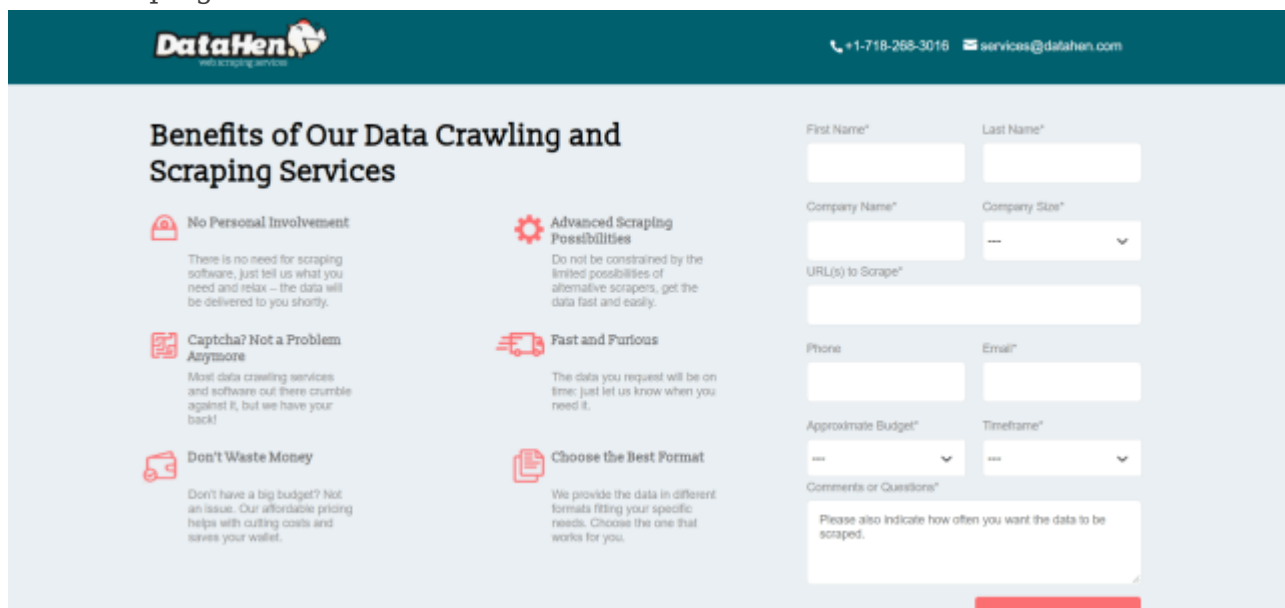 DataHen
web scraping services
+1-718-268-3016 services@datahen.com
Benefits of Our Data Crawling and
Scraping Services
No Personal Involvement
There is no need for scraping
software, just tell us what you
need and relax – the data will
be delivered to you shortly.
Advanced Scraping
Possibilities
Do not be constrained by the
limited possibilities of
alternative scrapers, get the
data fast and easily.
Captcha? Not a Problem
Anymore
Most data crawling services
and software out there crumble
against it, but we have your
back!
Fast and Furious
The data you request will be on
time; just let us know when you
need it.
Don't Waste Money
Don't have a big budget? Not
an issue. Our affordable pricing
helps with cutting costs and
saves your wallet.
Choose the Best Format
We provide the data in different
formats fitting your specific
needs. Choose the one that
works for you.
First Name* Last Name*
Company Name* Company Size*
---
URL(s) to Scrape*
Phone Email*
Approximate Budget* Timeframe*
--- ---
Comments or Questions*
Please also indicate how often you want the data to be
scraped.